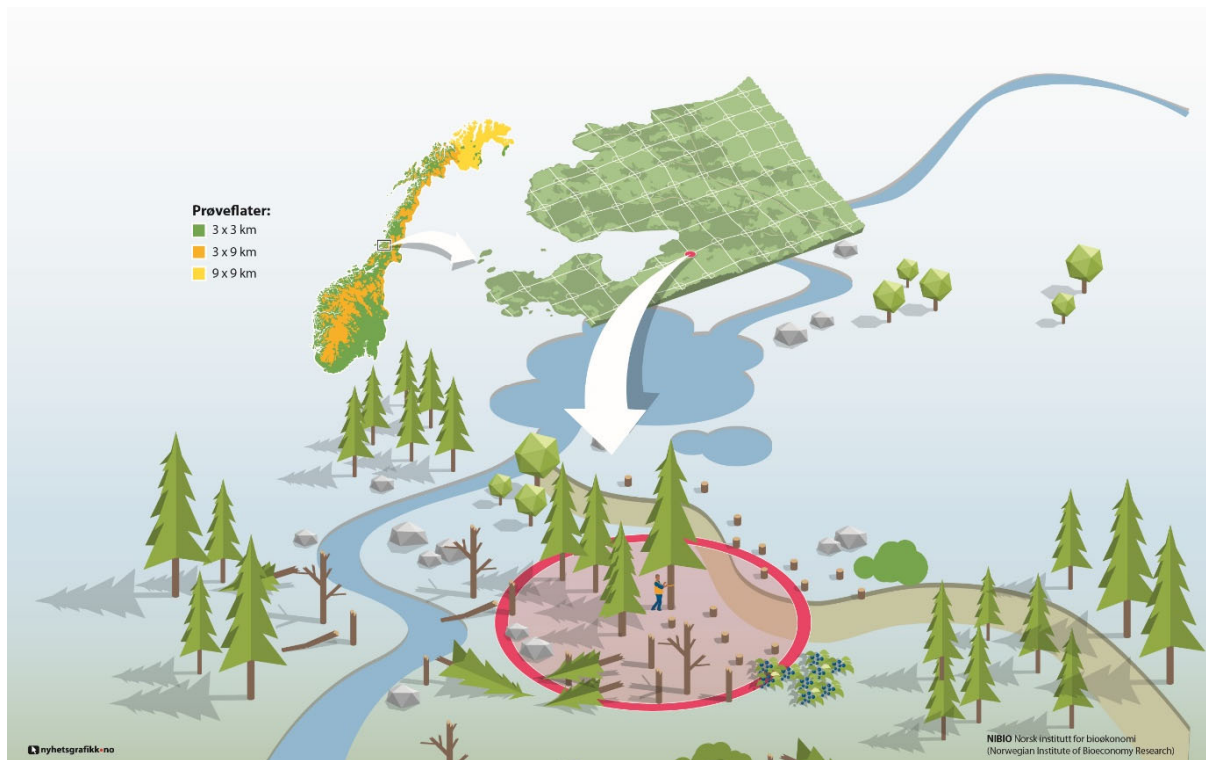 Prøveflater:
3 x 3 km
3 x 9 km
9 x 9 km
nyhetsgrafikk•no
NIBIO Norsk institutt for bioøkonomi
(Norwegian Institute of Bioeconomy Research)